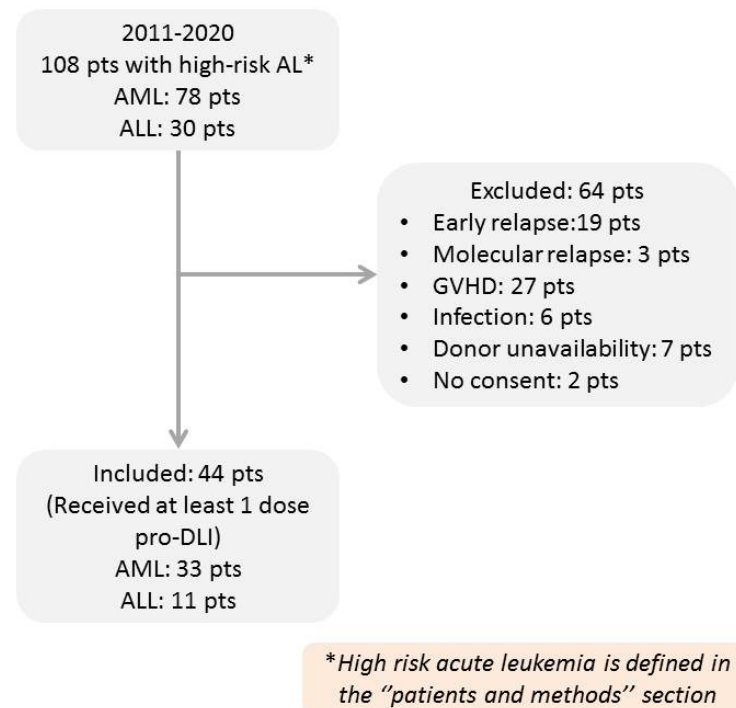 2011-2020
108 pts with high-risk AL*
AML: 78 pts
ALL: 30 pts
Excluded: 64 pts
• Early relapse:19 pts
• Molecular relapse: 3 pts
• GVHD: 27 pts
• Infection: 6 pts
• Donor unavailability: 7 pts
• No consent: 2 pts
Included: 44 pts
(Received at least 1 dose
pro-DLI)
AML: 33 pts
ALL: 11 pts
*High risk acute leukemia is defined in
the ‘‘patients and methods’’ section